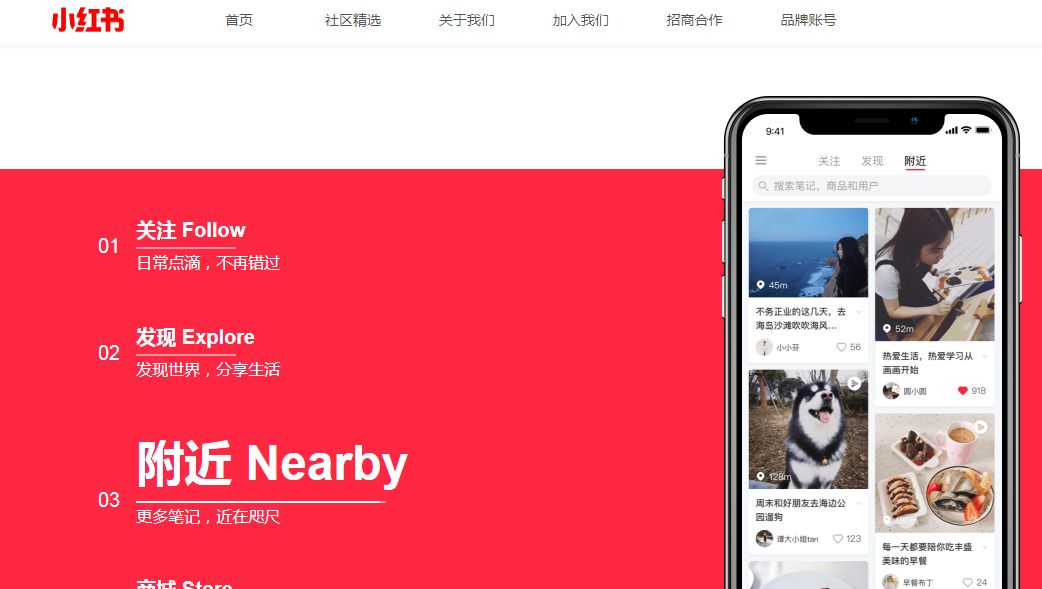 小红书
首页 社区精选 关于我们 加入我们 招商合作 品牌账号
01
关注 Follow
日常点滴，不再错过
02
发现 Explore
发现世界，分享生活
03
附近 Nearby
更多笔记，近在咫尺
商城 Store
9:41
关注 发现 附近
搜索笔记，商品和用户
45m
不务正业的这几天，去
海岛沙滩吹吹海风...
小小芬 56
128m
周末和好朋友去海边公
园遛狗
谭大小姐tan 123
52m
热爱生活，热爱学习从
画画开始
圆小圆 918
180m
每一天都要陪你吃丰盛
美味的早餐
早餐布丁 24